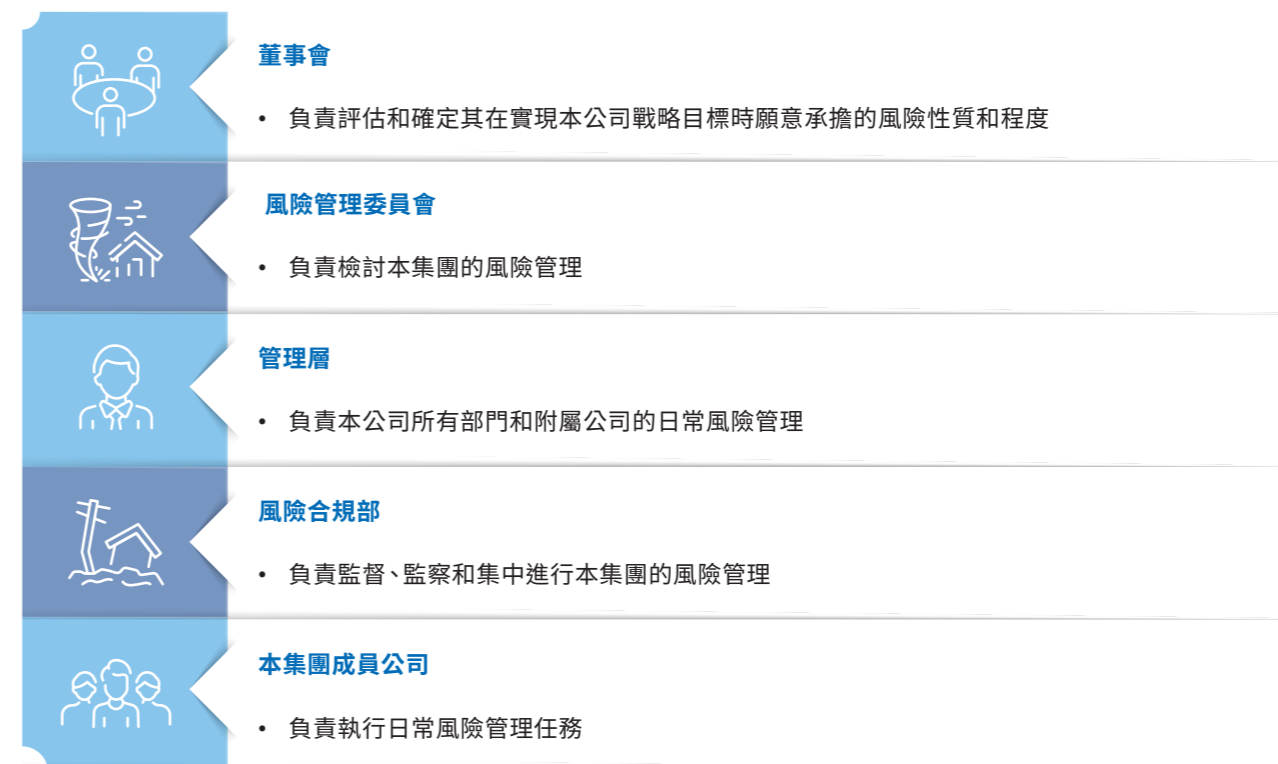 董事會
• 負責評估和確定其在實現本公司戰略目標時願意承擔的風險性質和程度
風險管理委員會
• 負責檢討本集團的風險管理
管理層
• 負責本公司所有部門和附屬公司的日常風險管理
風險合規部
• 負責監督、監察和集中進行本集團的風險管理
本集團成員公司
• 負責執行日常風險管理任務